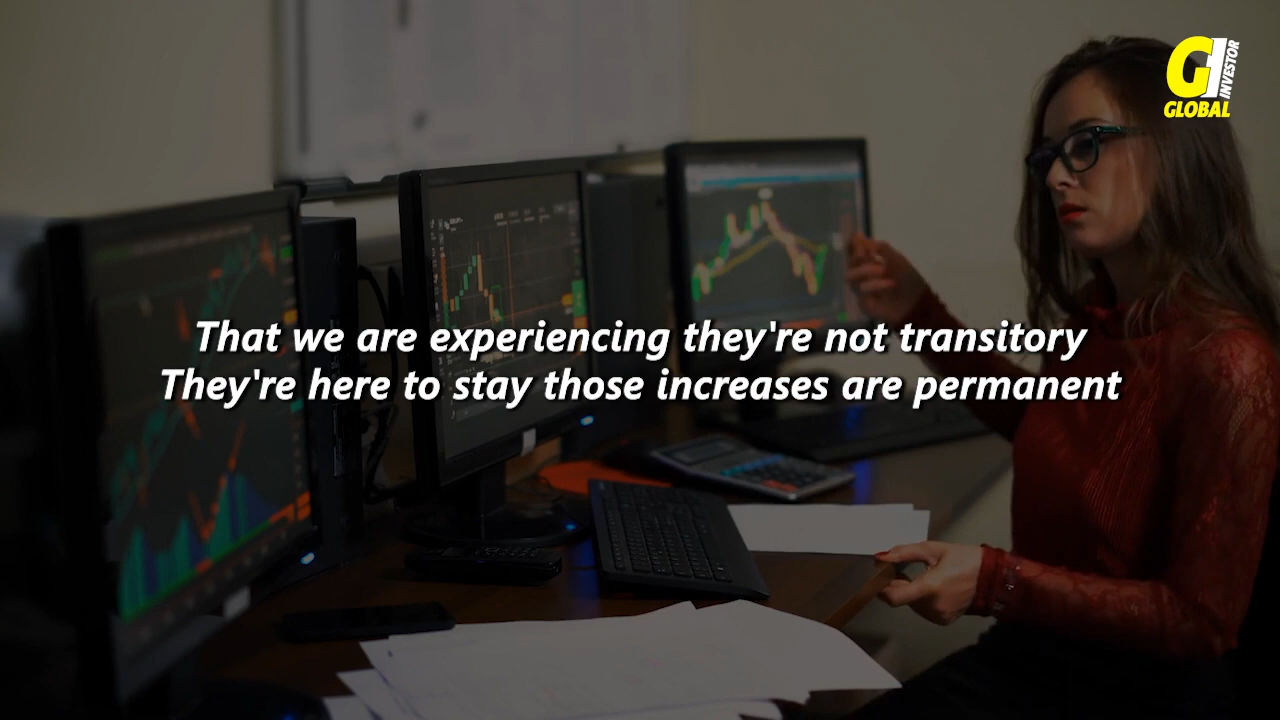 GI INVESTOR
GLOBAL
That we are experiencing they're not transitory
They're here to stay those increases are permanent